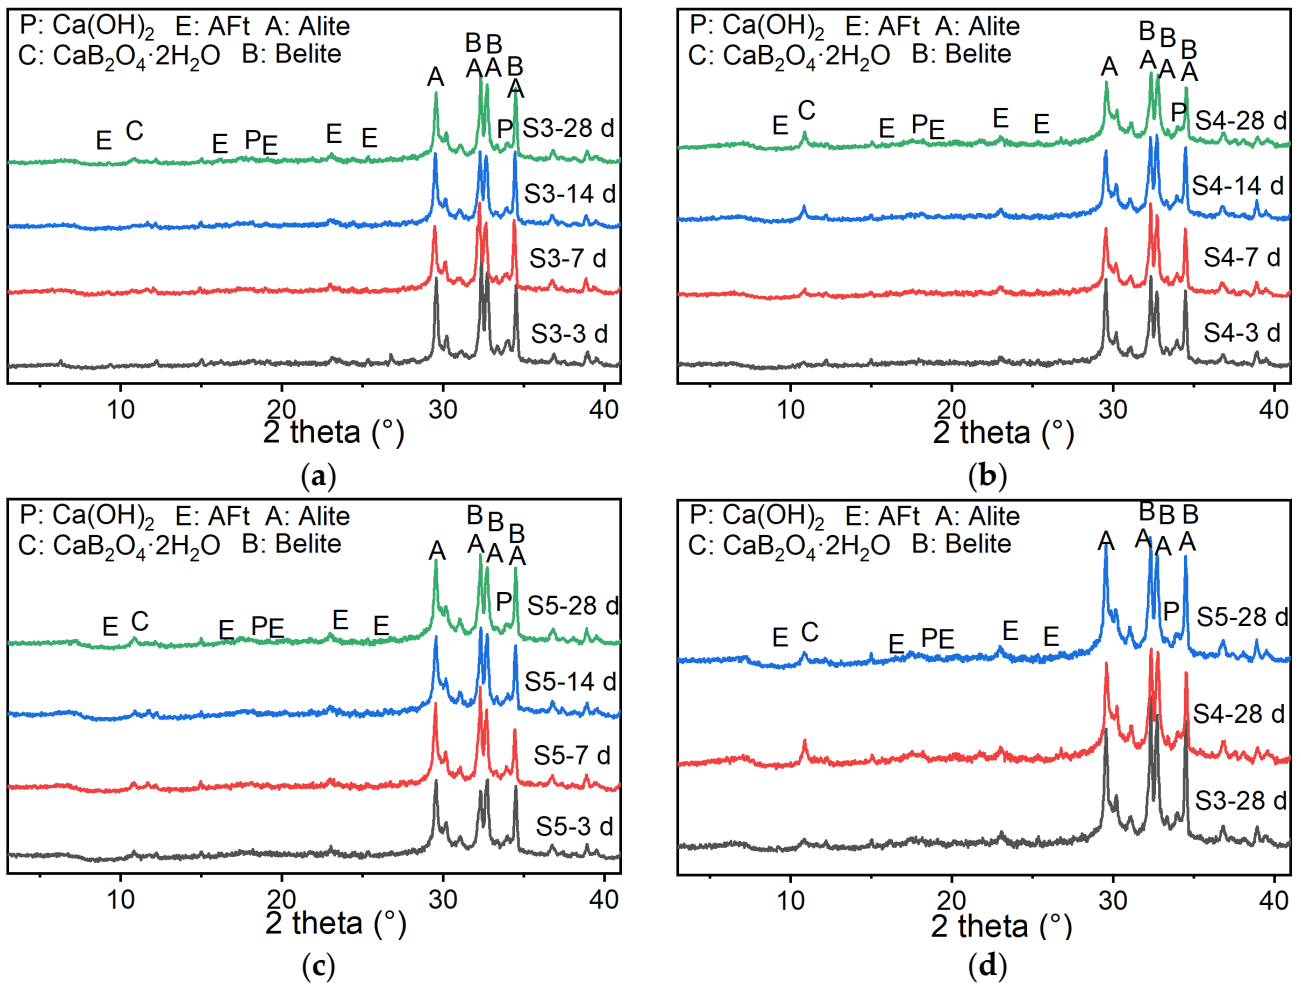 P: Ca(OH)2 E: AFt A: Alite
C: CaB2O4·2H2O B: Belite
B B B
A A A A
E C E P E E E P
S3-28 d
S3-14 d
S3-7 d
S3-3 d
10 20 30 40
2 theta (°)
(a)
P: Ca(OH)2 E: AFt A: Alite
C: CaB2O4·2H2O B: Belite
B B B
A A A A
E C E P E E E P
S4-28 d
S4-14 d
S4-7 d
S4-3 d
10 20 30 40
2 theta (°)
(b)
P: Ca(OH)2 E: AFt A: Alite
C: CaB2O4·2H2O B: Belite
B B B
A A A A
E C E P E E E P
S5-28 d
S5-14 d
S5-7 d
S5-3 d
10 20 30 40
2 theta (°)
(c)
P: Ca(OH)2 E: AFt A: Alite
C: CaB2O4·2H2O B: Belite
B B B
A A A A
E C E P E E E P
S5-28 d
S4-28 d
S3-28 d
10 20 30 40
2 theta (°)
(d)